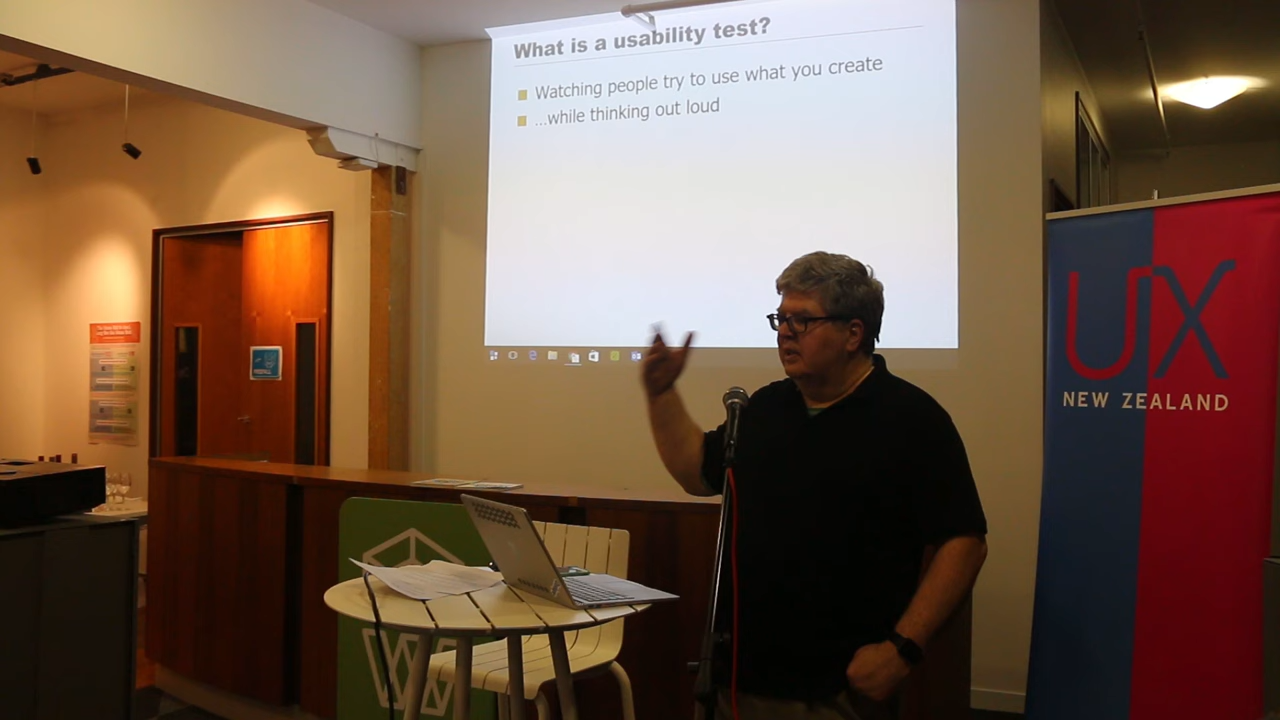 What is a usability test?
Watching people try to use what you create
...while thinking out loud
UX
NEW ZEALAND
W